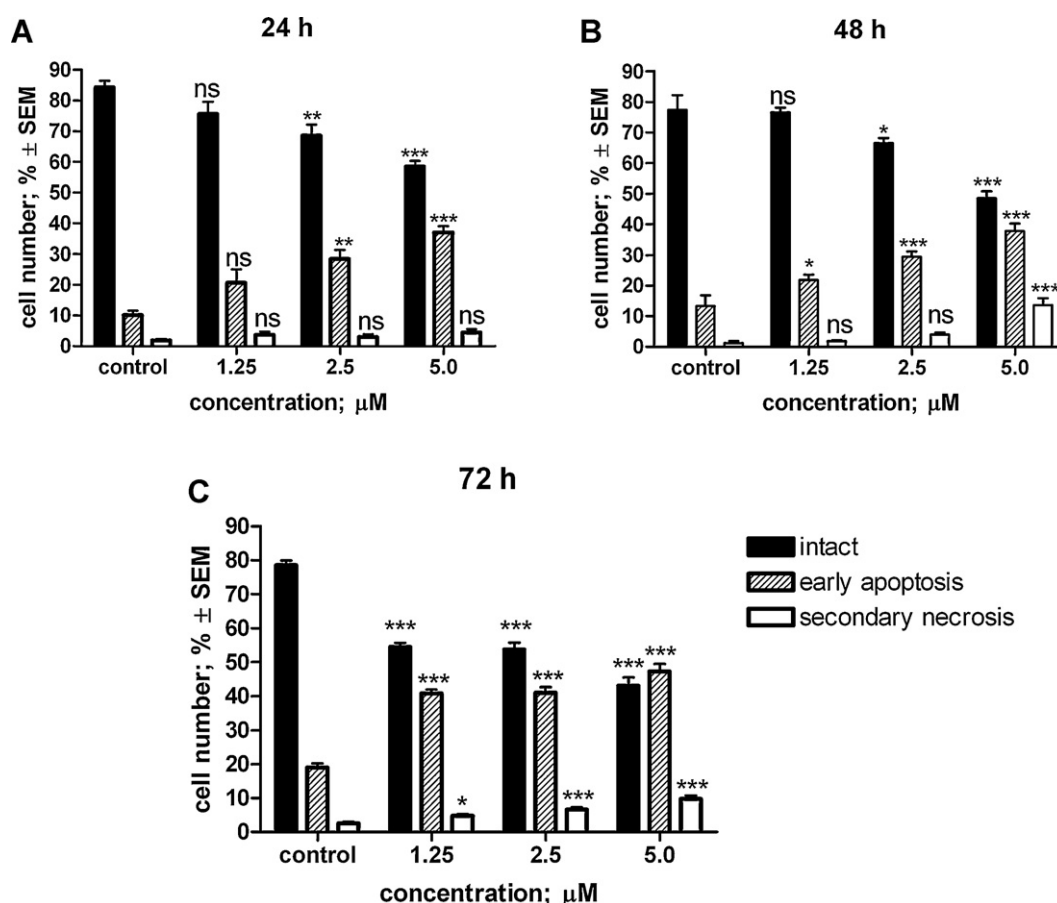 A
24 h
cell number; % ± SEM
90
80
70
60
50
40
30
20
10
0
ns
ns
ns
**
**
ns
***
***
ns
control
1.25
2.5
5.0
concentration; µM
B
48 h
cell number; % ± SEM
90
80
70
60
50
40
30
20
10
0
ns
*
ns
*
***
ns
***
***
***
control
1.25
2.5
5.0
concentration; µM
C
72 h
cell number; % ± SEM
90
80
70
60
50
40
30
20
10
0
***
***
*
***
***
***
***
***
***
control
1.25
2.5
5.0
concentration; µM
intact
early apoptosis
secondary necrosis